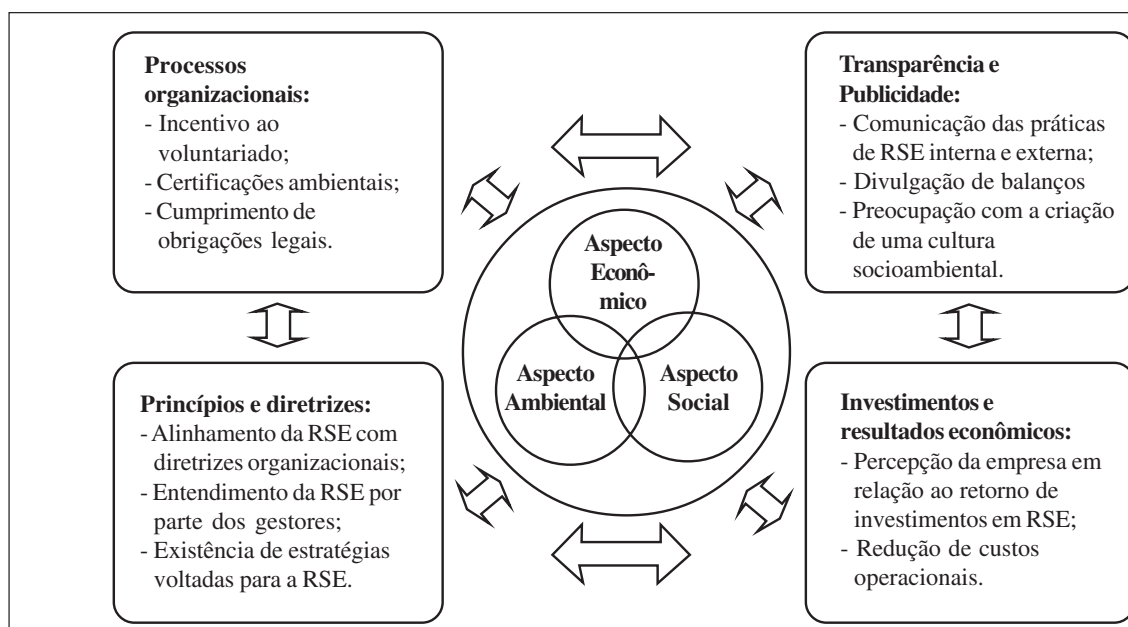 Processos
organizacionais:
- Incentivo ao
voluntariado;
- Certificações ambientais;
- Cumprimento de
obrigações legais.
Transparência e
Publicidade:
- Comunicação das práticas
de RSE interna e externa;
- Divulgação de balanços
- Preocupação com a criação
de uma cultura
socioambiental.
Aspecto
Econô-
mico
Aspecto
Ambiental
Aspecto
Social
Princípios e diretrizes:
- Alinhamento da RSE com
diretrizes organizacionais;
- Entendimento da RSE por
parte dos gestores;
- Existência de estratégias
voltadas para a RSE.
Investimentos e
resultados econômicos:
- Percepção da empresa em
relação ao retorno de
investimentos em RSE;
- Redução de custos
operacionais.